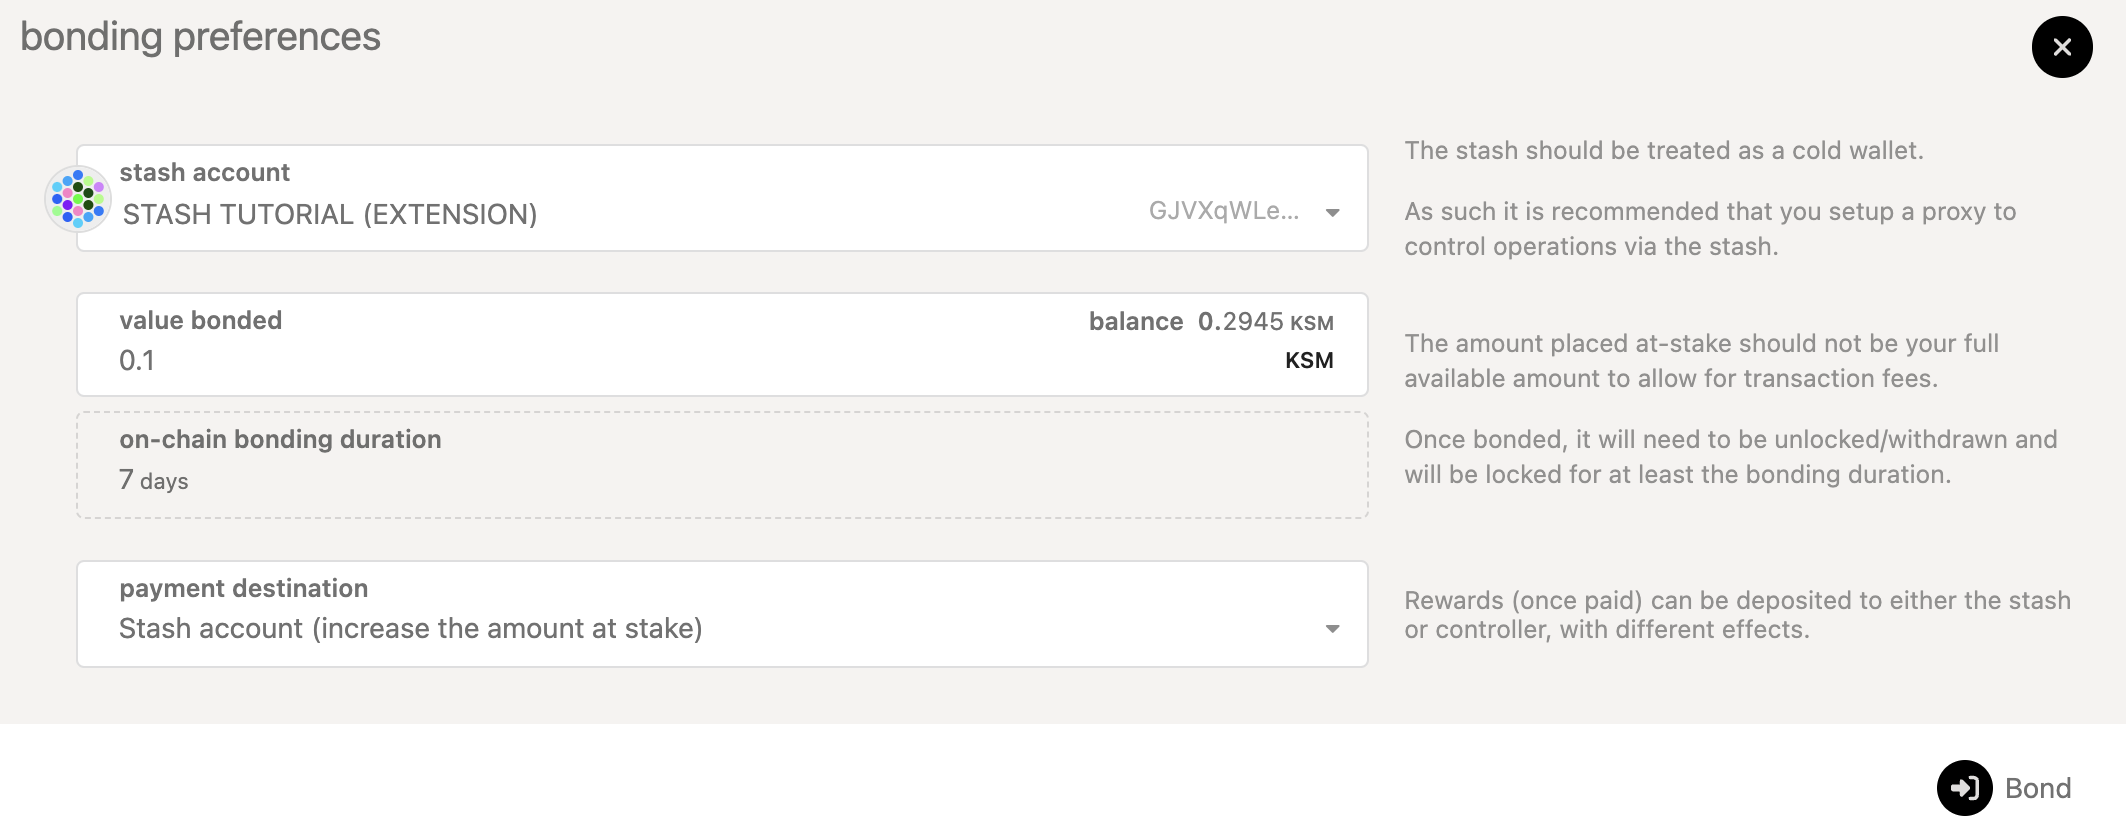 bonding preferences
stash account
STASH TUTORIAL (EXTENSION)
GJVXqWLe...
The stash should be treated as a cold wallet.
As such it is recommended that you setup a proxy to
control operations via the stash.
value bonded
balance 0.2945 KSM
0.1
KSM
The amount placed at-stake should not be your full
available amount to allow for transaction fees.
on-chain bonding duration
7 days
Once bonded, it will need to be unlocked/withdrawn and
will be locked for at least the bonding duration.
payment destination
Stash account (increase the amount at stake)
Rewards (once paid) can be deposited to either the stash
or controller, with different effects.
Bond